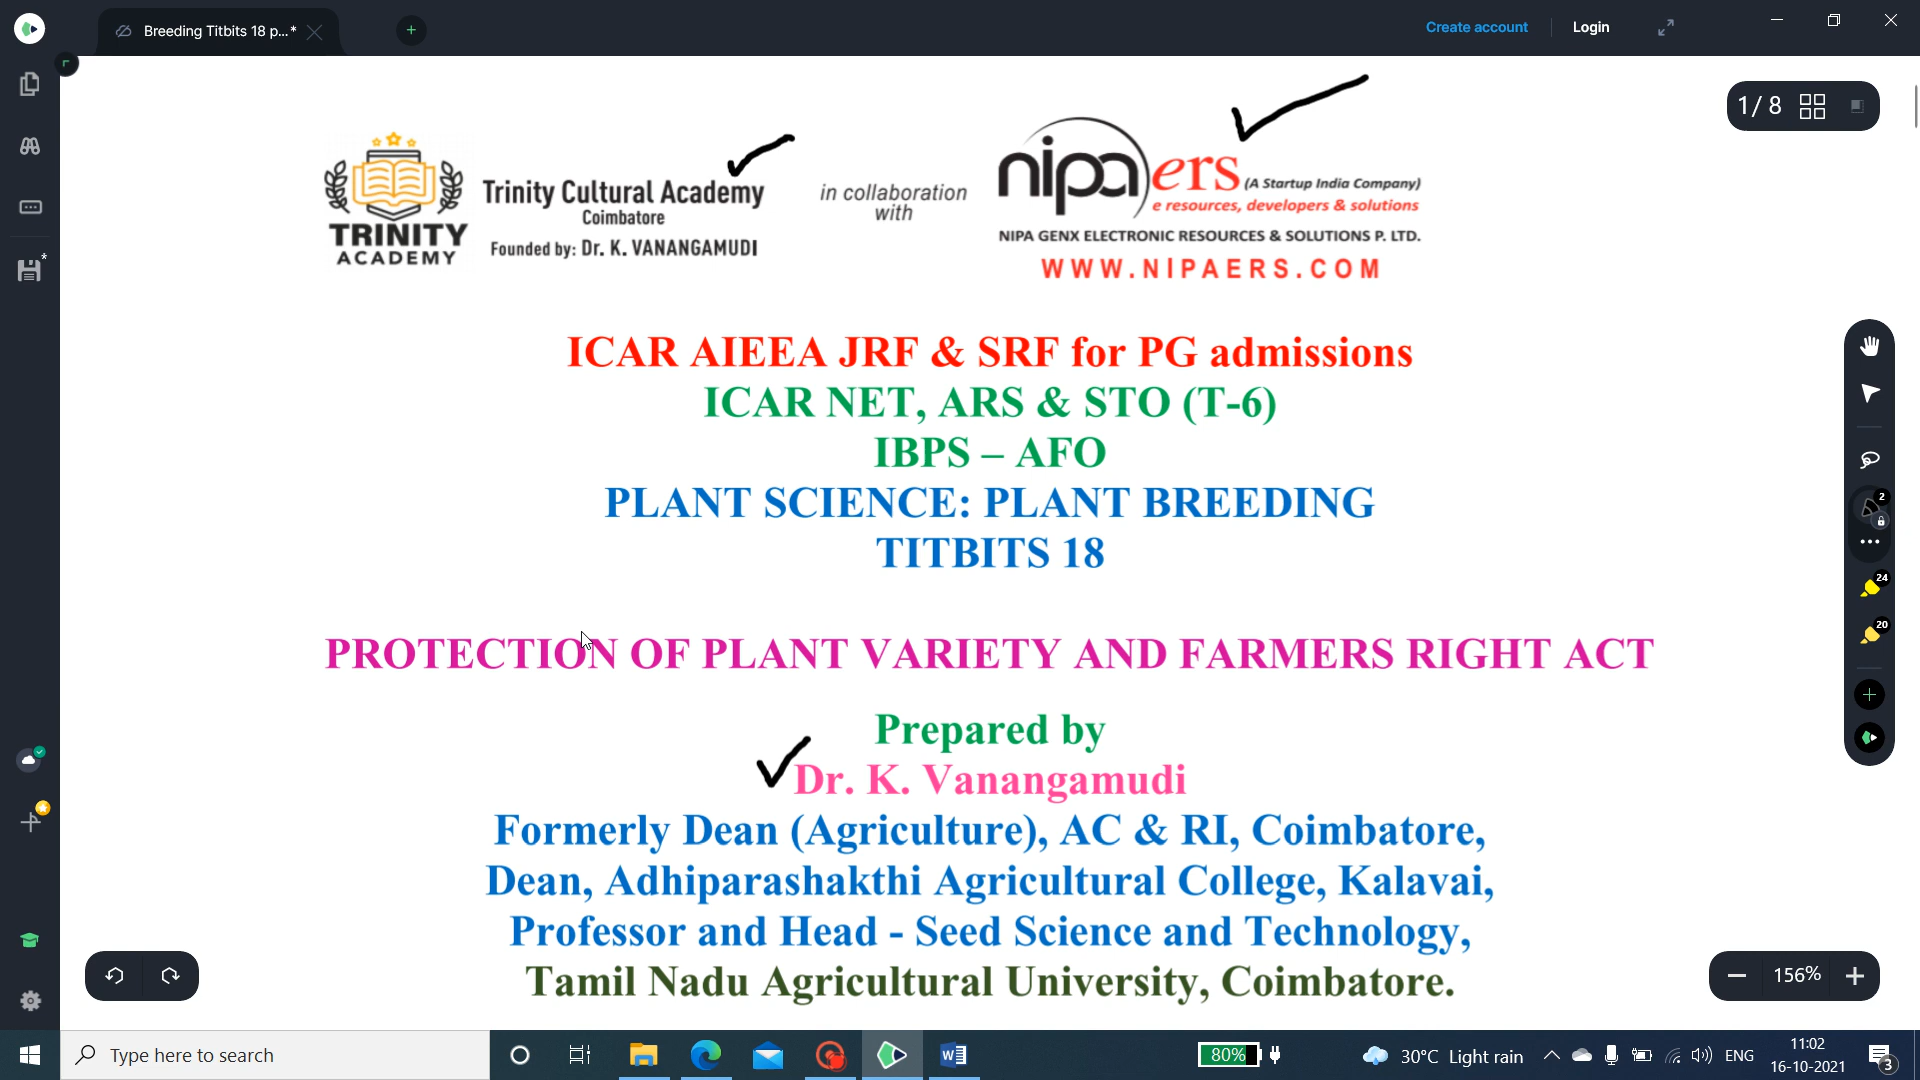 Breeding Titbits 18 p...*
Create account
Login
1 / 8
TRINITY
ACADEMY
Trinity Cultural Academy
Coimbatore
Founded by: Dr. K. VANANGAMUDI
in collaboration
with
nipaers (A Startup India Company)
e resources, developers & solutions
NIPA GENX ELECTRONIC RESOURCES & SOLUTIONS P. LTD.
WWW.NIPAERS.COM
ICAR AIEEA JRF & SRF for PG admissions
ICAR NET, ARS & STO (T-6)
IBPS – AFO
PLANT SCIENCE: PLANT BREEDING
TITBITS 18
PROTECTION OF PLANT VARIETY AND FARMERS RIGHT ACT
Prepared by
Dr. K. Vanangamudi
Formerly Dean (Agriculture), AC & RI, Coimbatore,
Dean, Adhiparashakthi Agricultural College, Kalavai,
Professor and Head - Seed Science and Technology,
Tamil Nadu Agricultural University, Coimbatore.
2
24
20
156%
Type here to search
80%
30°C Light rain
ENG
11:02
16-10-2021
3